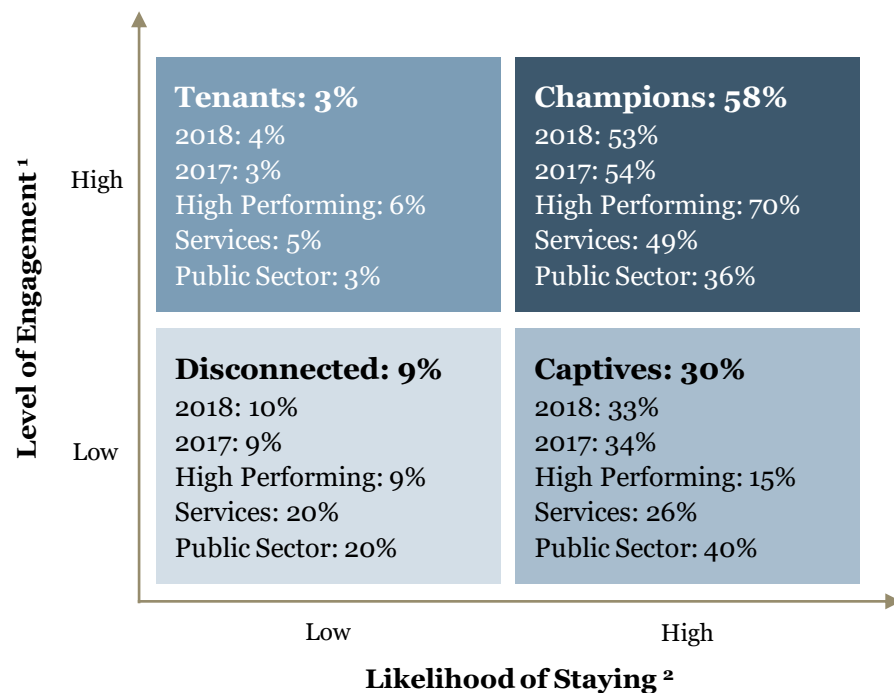 Level of Engagement ¹
High
Low
Tenants: 3%
2018: 4%
2017: 3%
High Performing: 6%
Services: 5%
Public Sector: 3%
Champions: 58%
2018: 53%
2017: 54%
High Performing: 70%
Services: 49%
Public Sector: 36%
Disconnected: 9%
2018: 10%
2017: 9%
High Performing: 9%
Services: 20%
Public Sector: 20%
Captives: 30%
2018: 33%
2017: 34%
High Performing: 15%
Services: 26%
Public Sector: 40%
Low
High
Likelihood of Staying ²